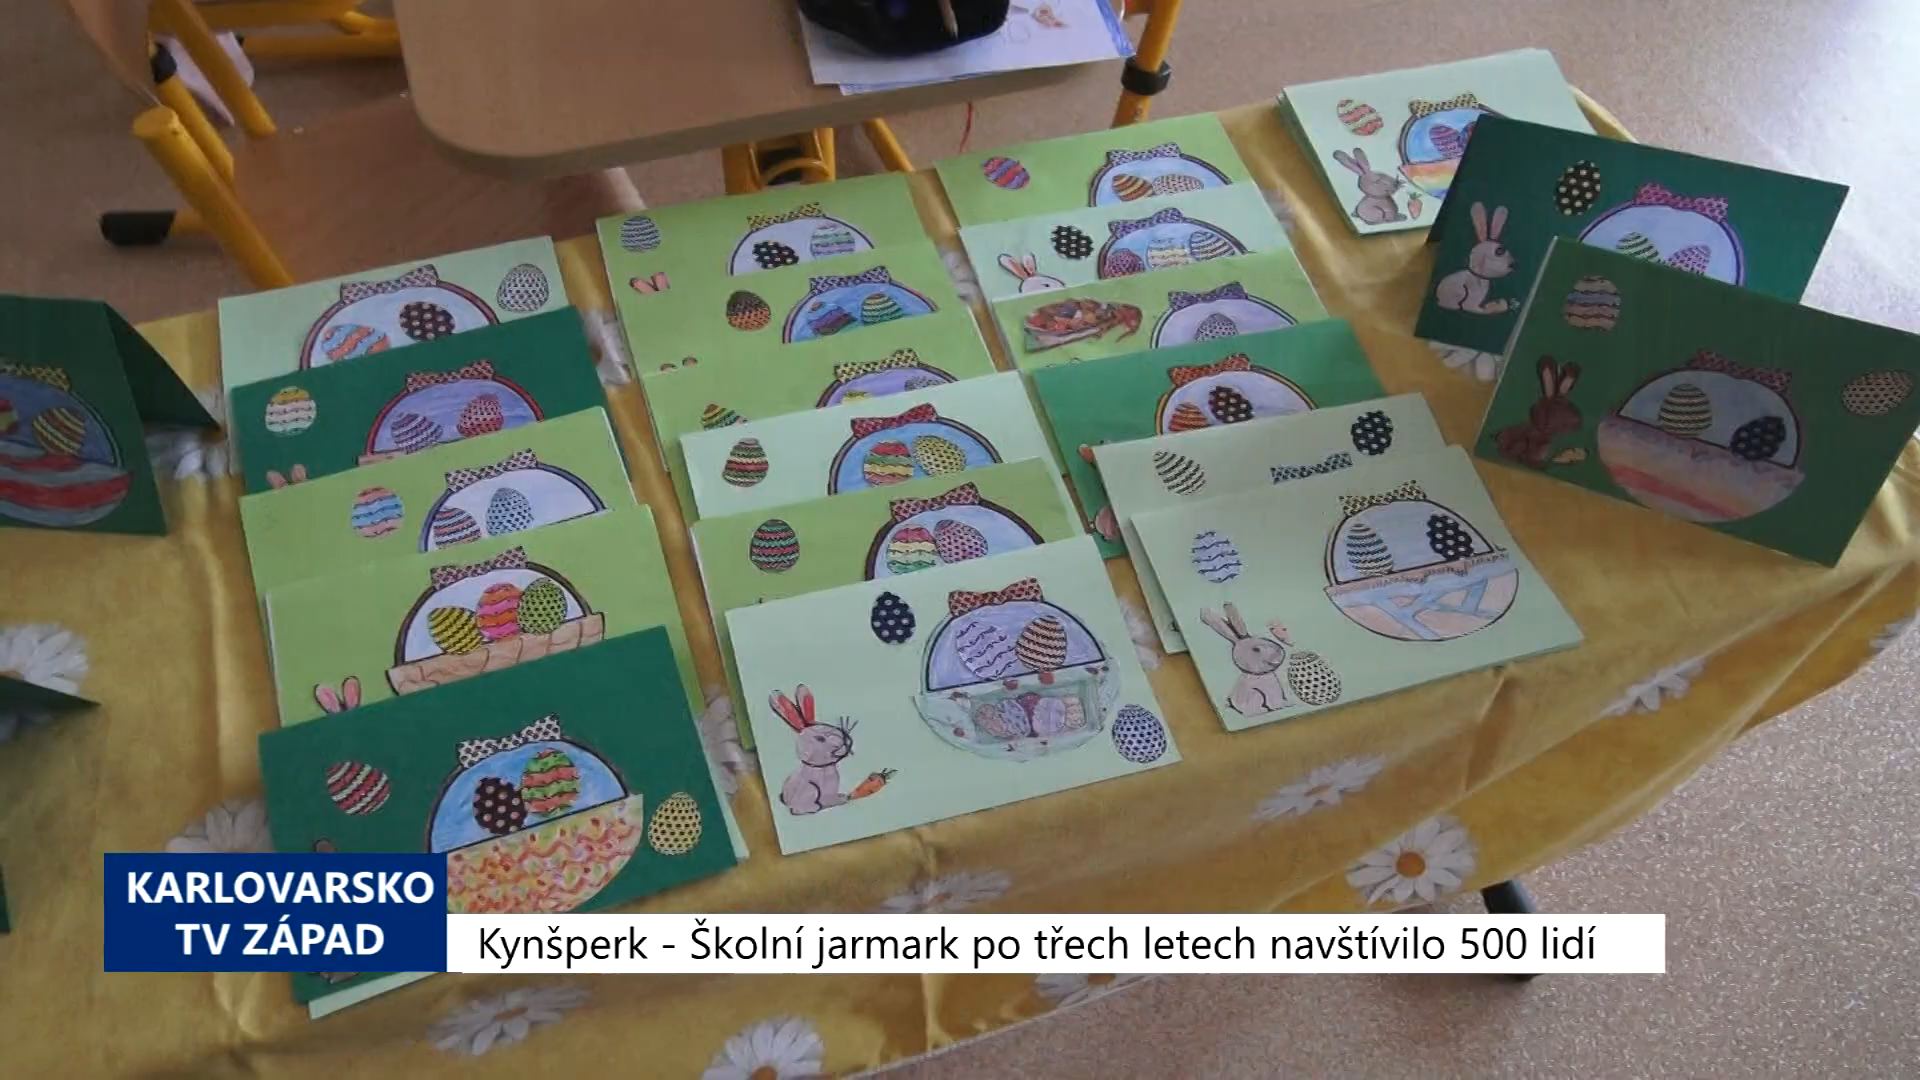 KARLOVARSKO
TV ZÁPAD
Kynšperk - Školní jarmark po třech letech navštívilo 500 lidí